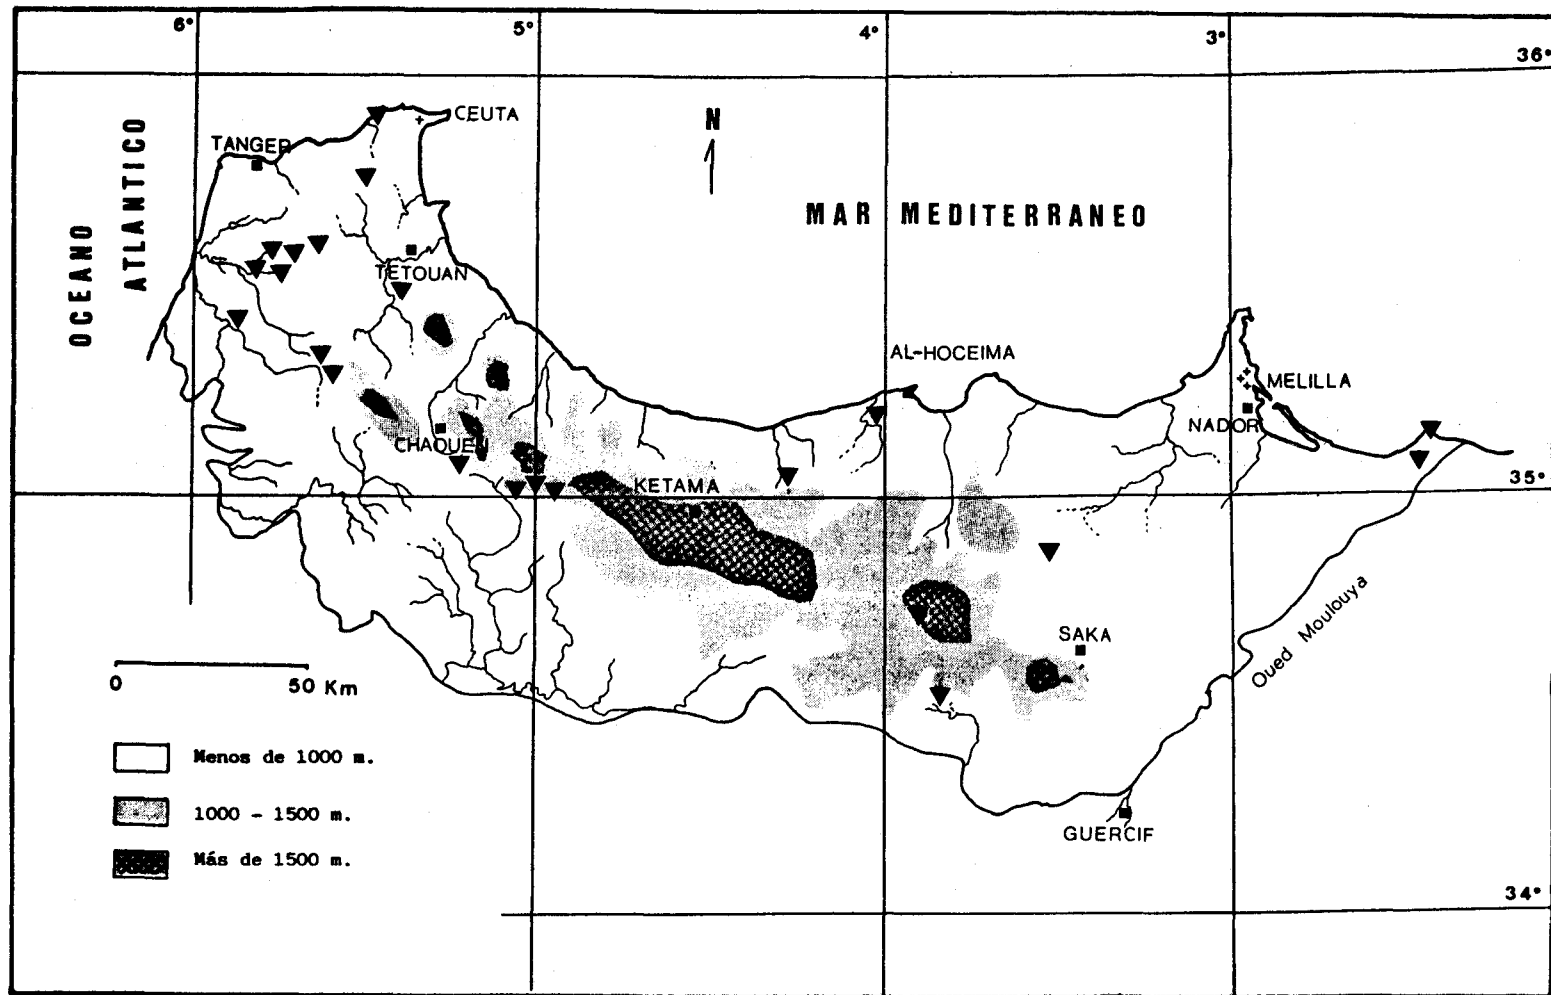 6°
5°
4°
3°
36°
CEUTA
TANGER
N
OCEANO
ATLANTICO
MAR MEDITERRANEO
TETOUAN
AL-HOCEIMA
MELILLA
NADOR
CHAOUEN
KETAMA
35°
SAKA
Oued Moulouya
0 50 Km
Menos de 1000 m.
1000 - 1500 m.
Más de 1500 m.
GUERCIF
34°